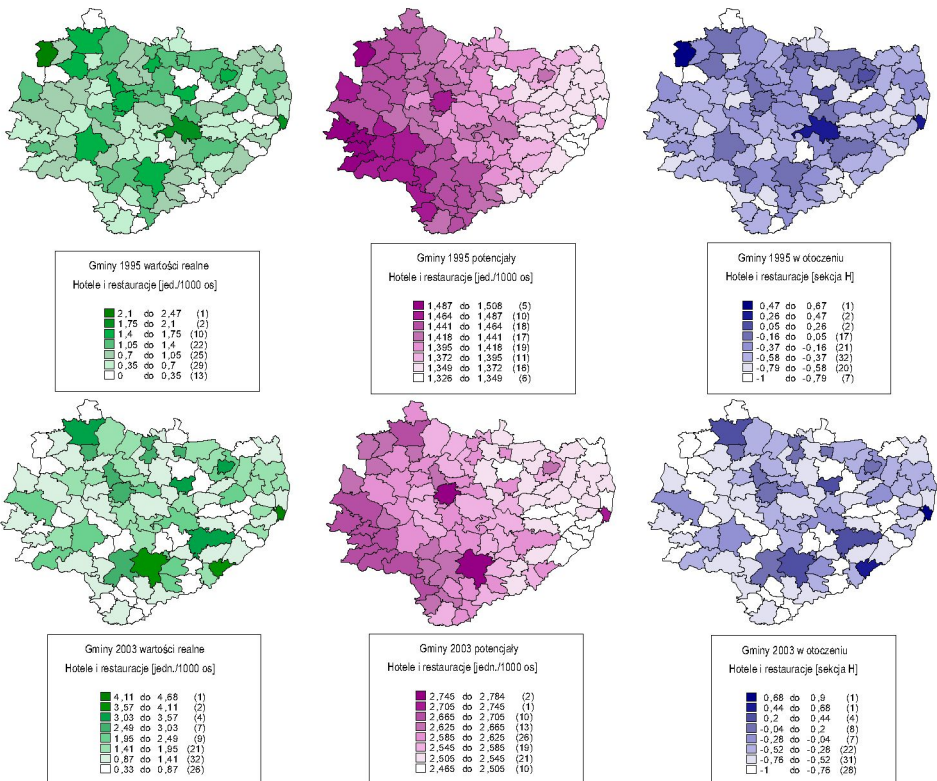 Gminy 1995 wartości realne
Hotele i restauracje [jed./1000 os]
2,1 do 2,47 (1)
1,75 do 2,1 (2)
1,4 do 1,75 (10)
1,05 do 1,4 (22)
0,7 do 1,05 (25)
0,35 do 0,7 (29)
0 do 0,35 (13)
Gminy 1995 potencjały
Hotele i restauracje [jed./1000 os]
1,487 do 1,508 (5)
1,464 do 1,487 (10)
1,441 do 1,464 (18)
1,418 do 1,441 (17)
1,395 do 1,418 (19)
1,372 do 1,395 (11)
1,349 do 1,372 (16)
1,326 do 1,349 (6)
Gminy 1995 w otoczeniu
Hotele i restauracje [sekcja H]
0,47 do 0,67 (1)
0,26 do 0,47 (2)
0,05 do 0,26 (2)
-0,16 do 0,05 (17)
-0,37 do -0,16 (21)
-0,58 do -0,37 (32)
-0,79 do -0,58 (20)
-1 do -0,79 (7)
Gminy 2003 wartości realne
Hotele i restauracje [jedn./1000 os]
4,11 do 4,68 (1)
3,57 do 4,11 (2)
3,03 do 3,57 (4)
2,49 do 3,03 (7)
1,95 do 2,49 (9)
1,41 do 1,95 (21)
0,87 do 1,41 (32)
0,33 do 0,87 (26)
Gminy 2003 potencjały
Hotele i restauracje [jedn./1000 os]
2,745 do 2,784 (2)
2,705 do 2,745 (1)
2,665 do 2,705 (10)
2,625 do 2,665 (13)
2,585 do 2,625 (26)
2,545 do 2,585 (19)
2,505 do 2,545 (21)
2,465 do 2,505 (10)
Gminy 2003 w otoczeniu
Hotele i restauracje [sekcja H]
0,68 do 0,9 (1)
0,44 do 0,68 (1)
0,2 do 0,44 (4)
-0,04 do 0,2 (8)
-0,28 do -0,04 (7)
-0,52 do -0,28 (22)
-0,76 do -0,52 (31)
-1 do -0,76 (28)